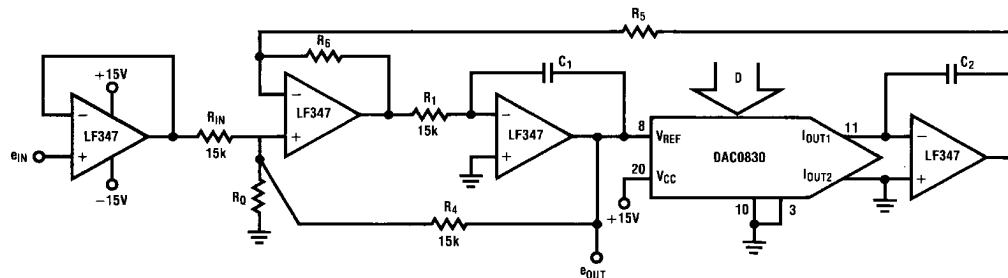 R5
R6
C1
C2
D
+15V
−
LF347
+
eIN
−15V
RIN
15k
RQ
−
LF347
+
R1
15k
−
LF347
+
R4
15k
eOUT
8
VREF
DAC0830
IOUT1
11
20
VCC
IOUT2
+15V
10
3
−
LF347
+